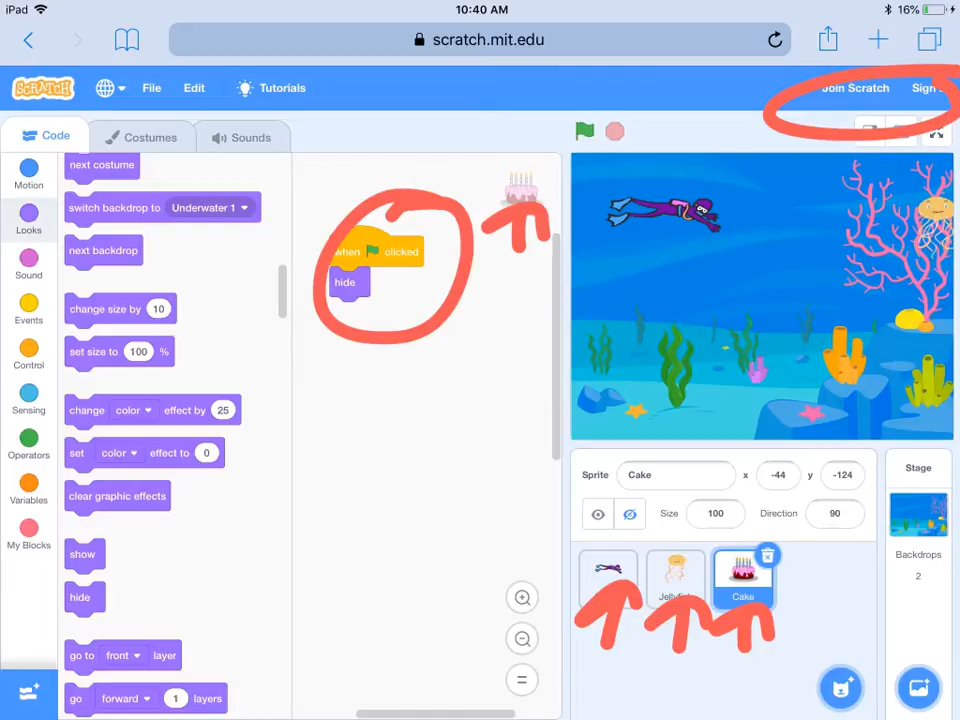 iPad 10:40 AM 16%
scratch.mit.edu
SCRATCH File Edit Tutorials Join Scratch Sign
Code Costumes Sounds
Motion
Looks
Sound
Events
Control
Sensing
Operators
Variables
My Blocks
next costume
switch backdrop to Underwater 1
next backdrop
change size by 10
set size to 100 %
change color effect by 25
set color effect to 0
clear graphic effects
show
hide
go to front layer
go forward 1 layers
when clicked
hide
Sprite Cake x -44 y -124
Size 100 Direction 90
Cake
Stage
Backdrops
2